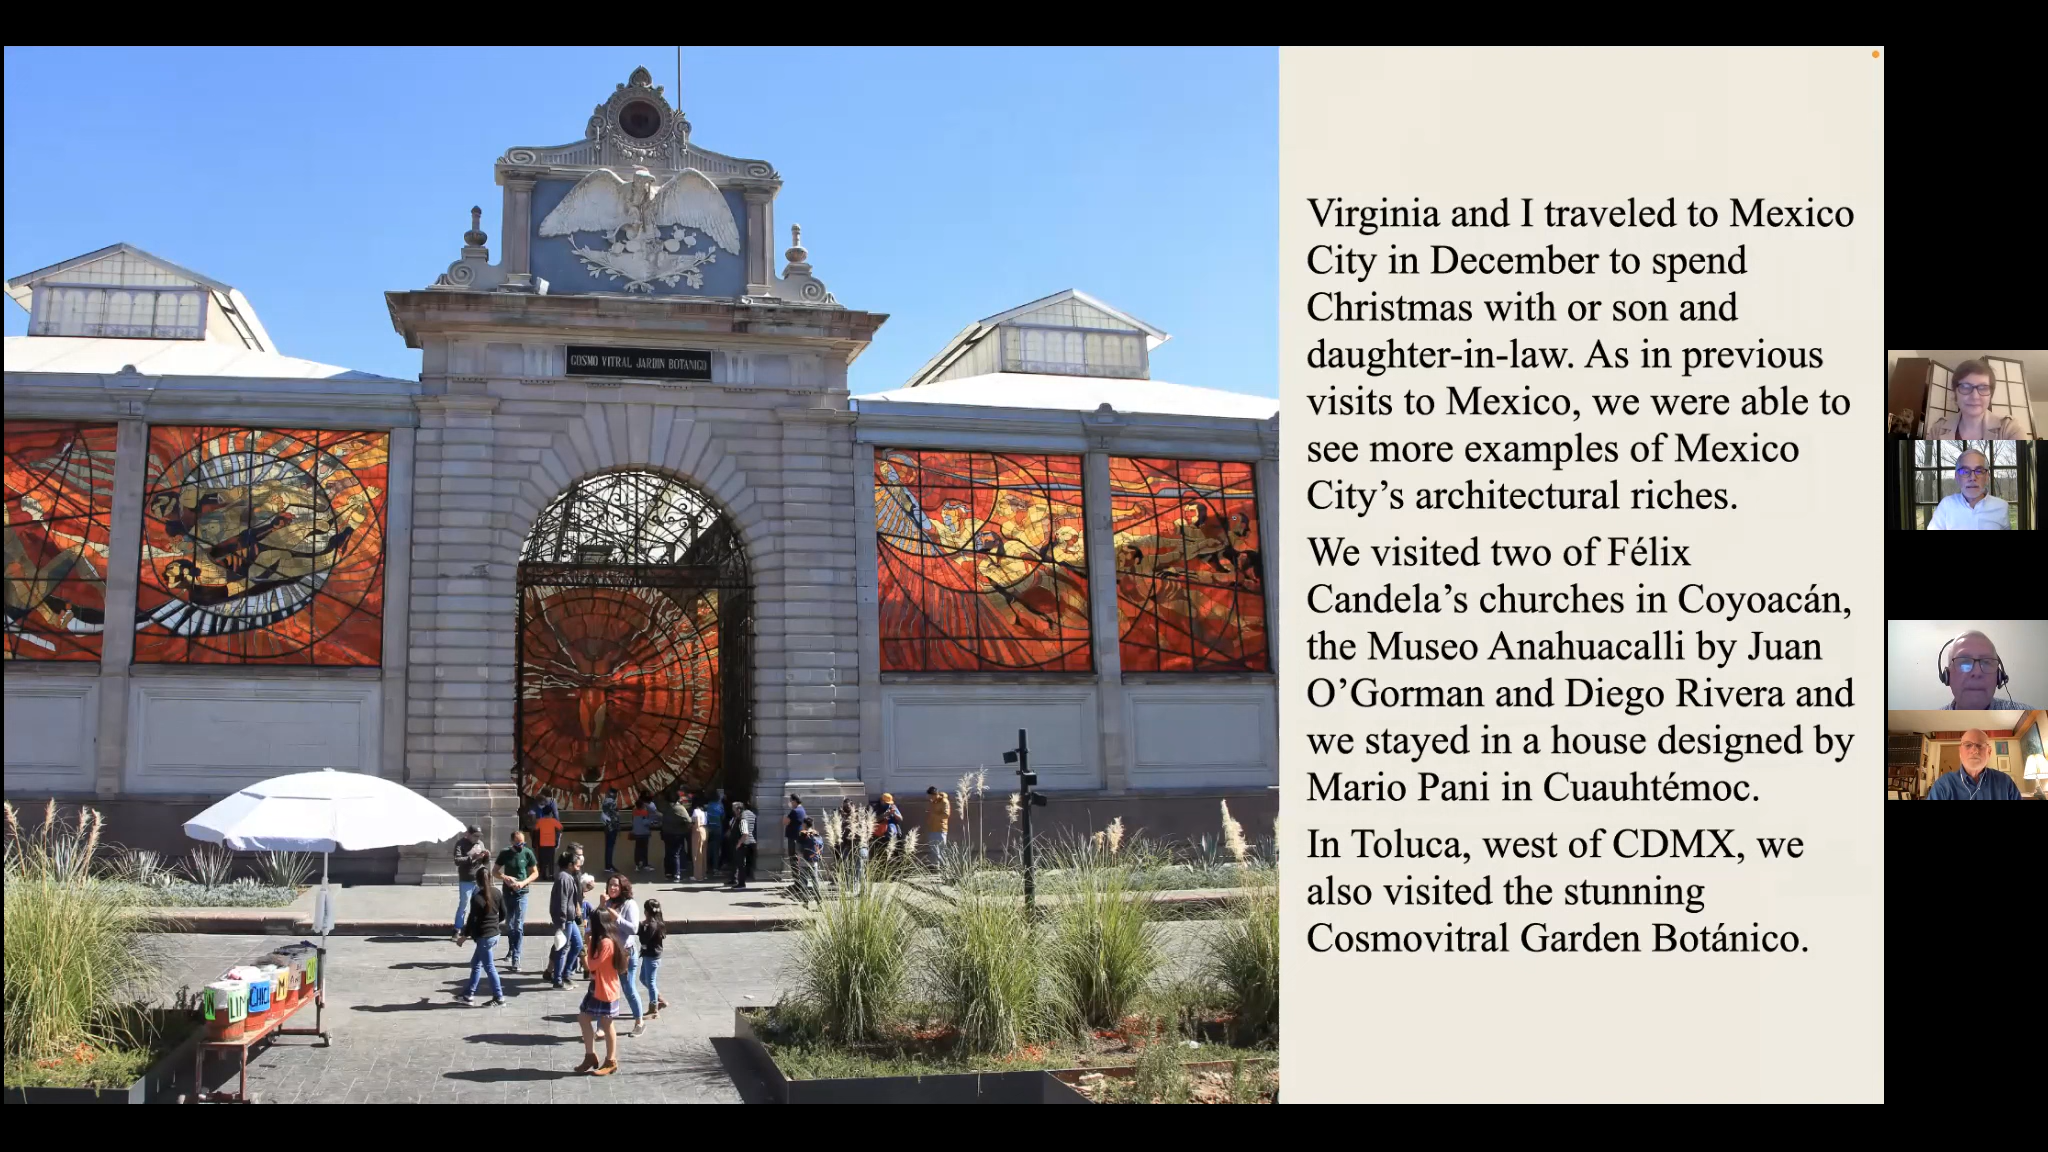 COSMO VITRAL JARDIN BOTANICO
LIM
CHIC
Virginia and I traveled to Mexico
City in December to spend
Christmas with or son and
daughter-in-law. As in previous
visits to Mexico, we were able to
see more examples of Mexico
City’s architectural riches.
We visited two of Félix
Candela’s churches in Coyoacán,
the Museo Anahuacalli by Juan
O’Gorman and Diego Rivera and
we stayed in a house designed by
Mario Pani in Cuauhtémoc.
In Toluca, west of CDMX, we
also visited the stunning
Cosmovitral Garden Botánico.